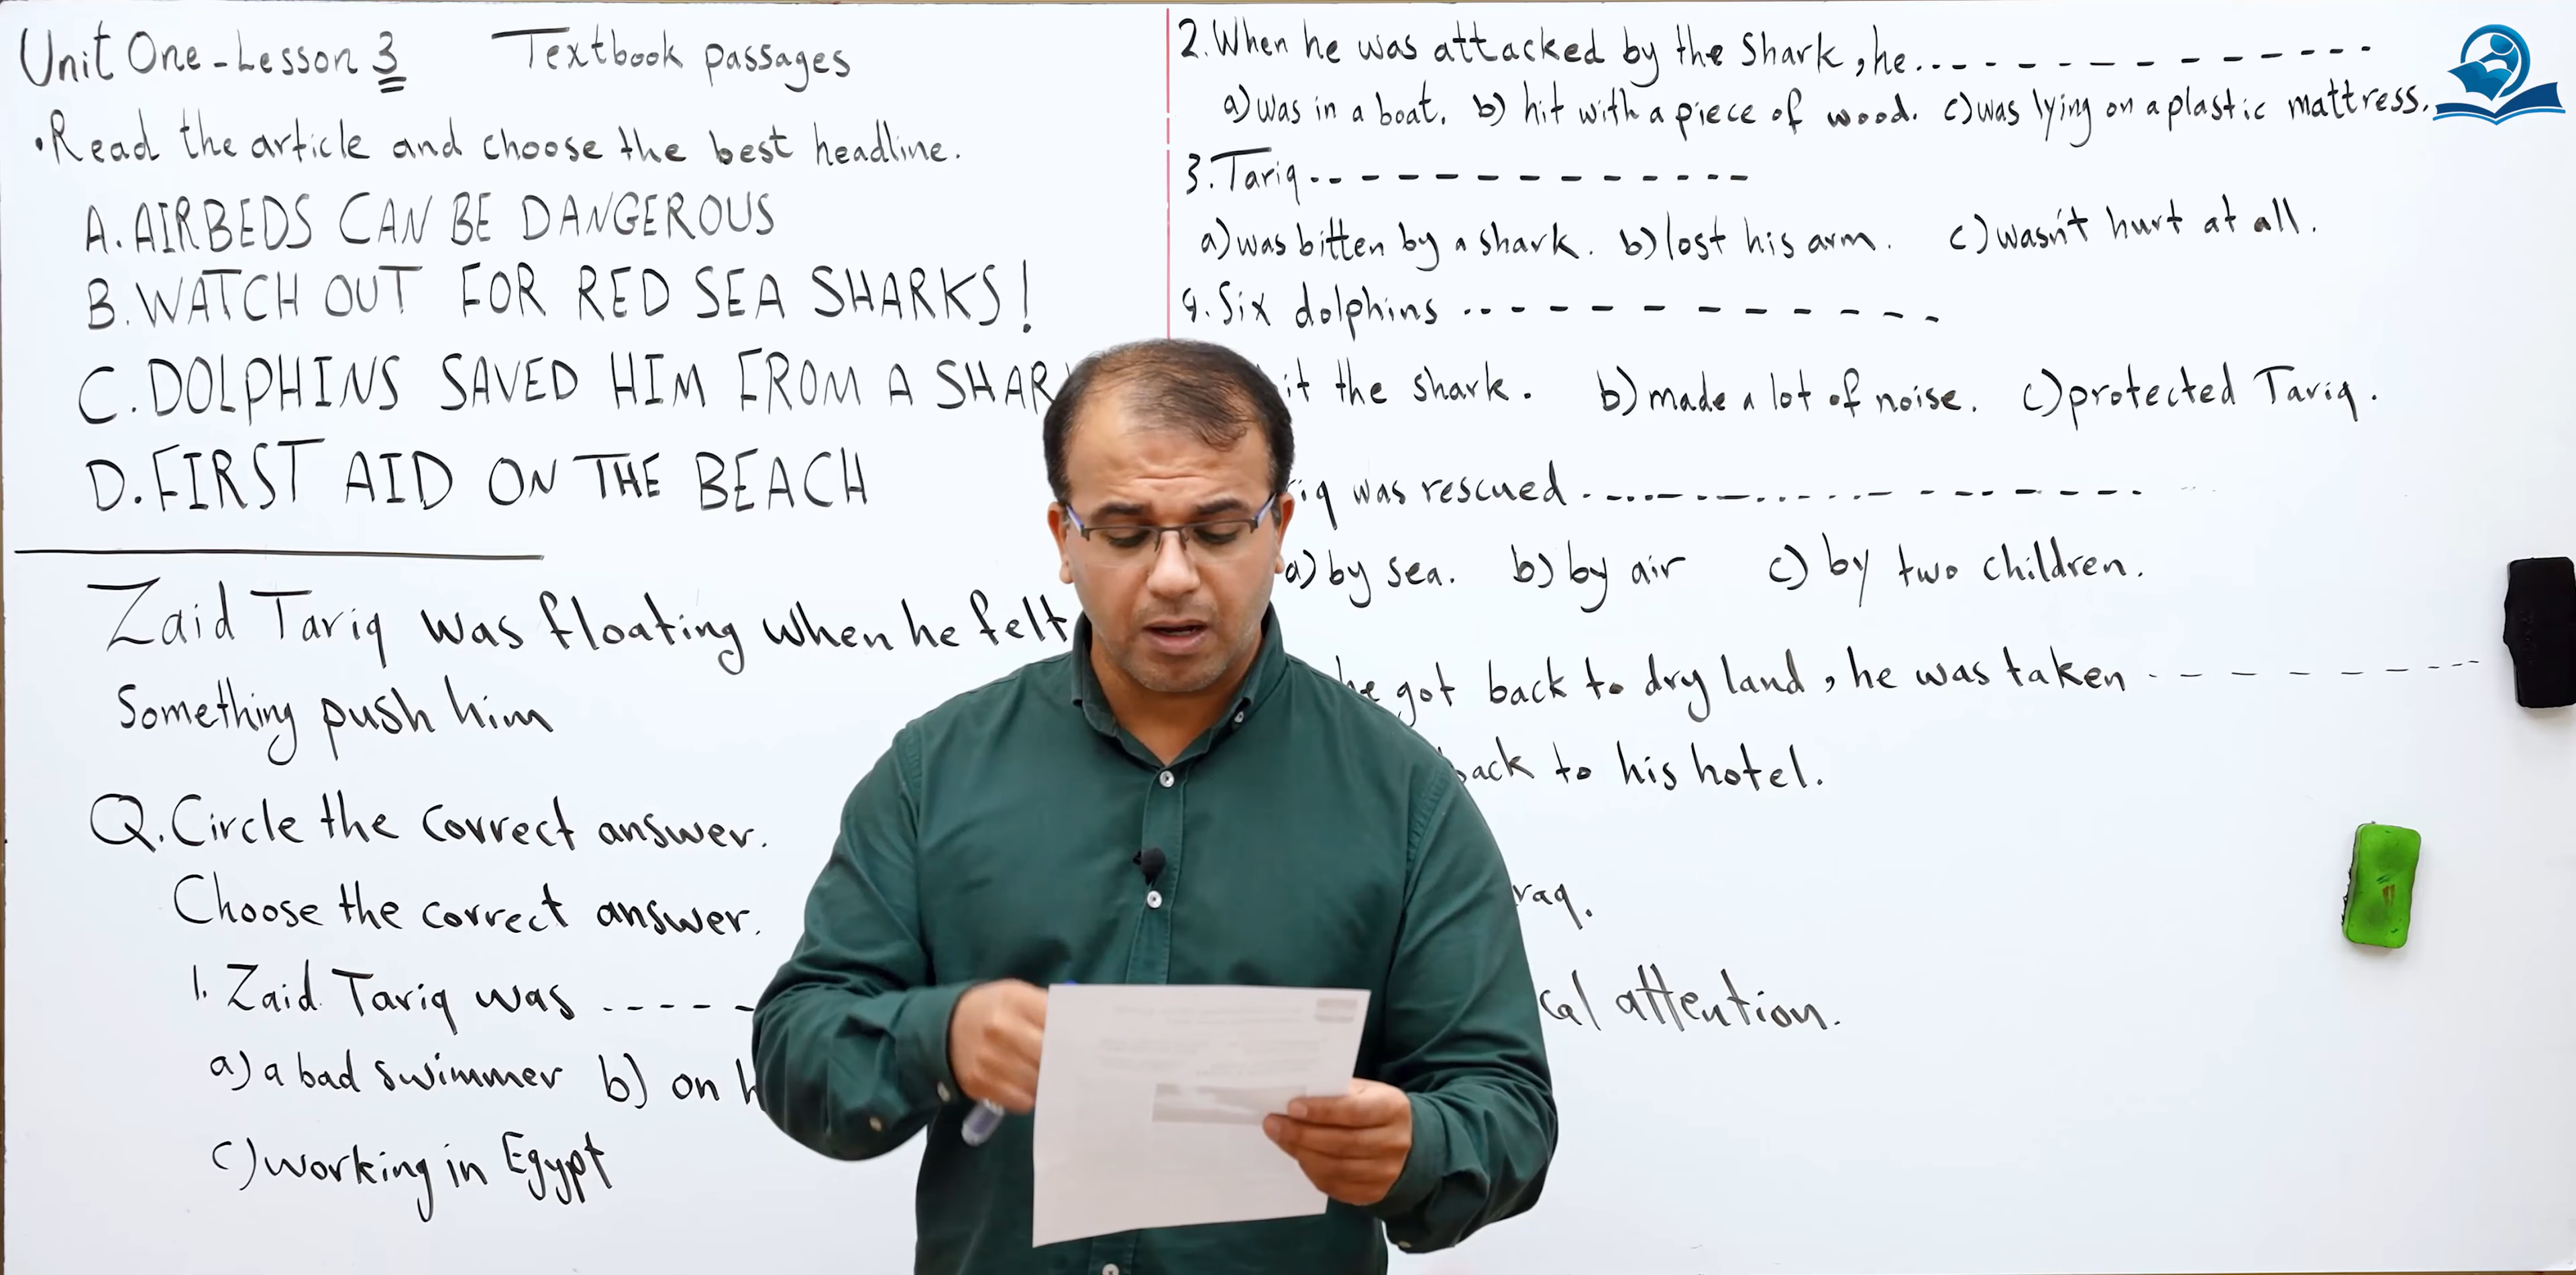 Unit One - Lesson 3 Textbook passages
• Read the article and choose the best headline.
A. AIRBEDS CAN BE DANGEROUS
B. WATCH OUT FOR RED SEA SHARKS!
C. DOLPHINS SAVED HIM FROM A SHAR
D. FIRST AID ON THE BEACH
Zaid Tariq was floating when he felt
Something push him
Q. Circle the correct answer.
Choose the correct answer.
1. Zaid Tariq was ----
a) a bad swimmer b) on h
c) working in Egypt
2. When he was attacked by the Shark, he ..--------------
a) was in a boat. b) hit with a piece of wood. c) was lying on a plastic mattress.
3. Tariq --------------
a) was bitten by a shark. b) lost his arm. c) wasn't hurt at all.
4. Six dolphins ..------------
it the shark. b) made a lot of noise. c) protected Tariq.
iq was rescued .--------------
a) by sea. b) by air c) by two children.
he got back to dry land, he was taken ----------
back to his hotel.
raq.
cal attention.